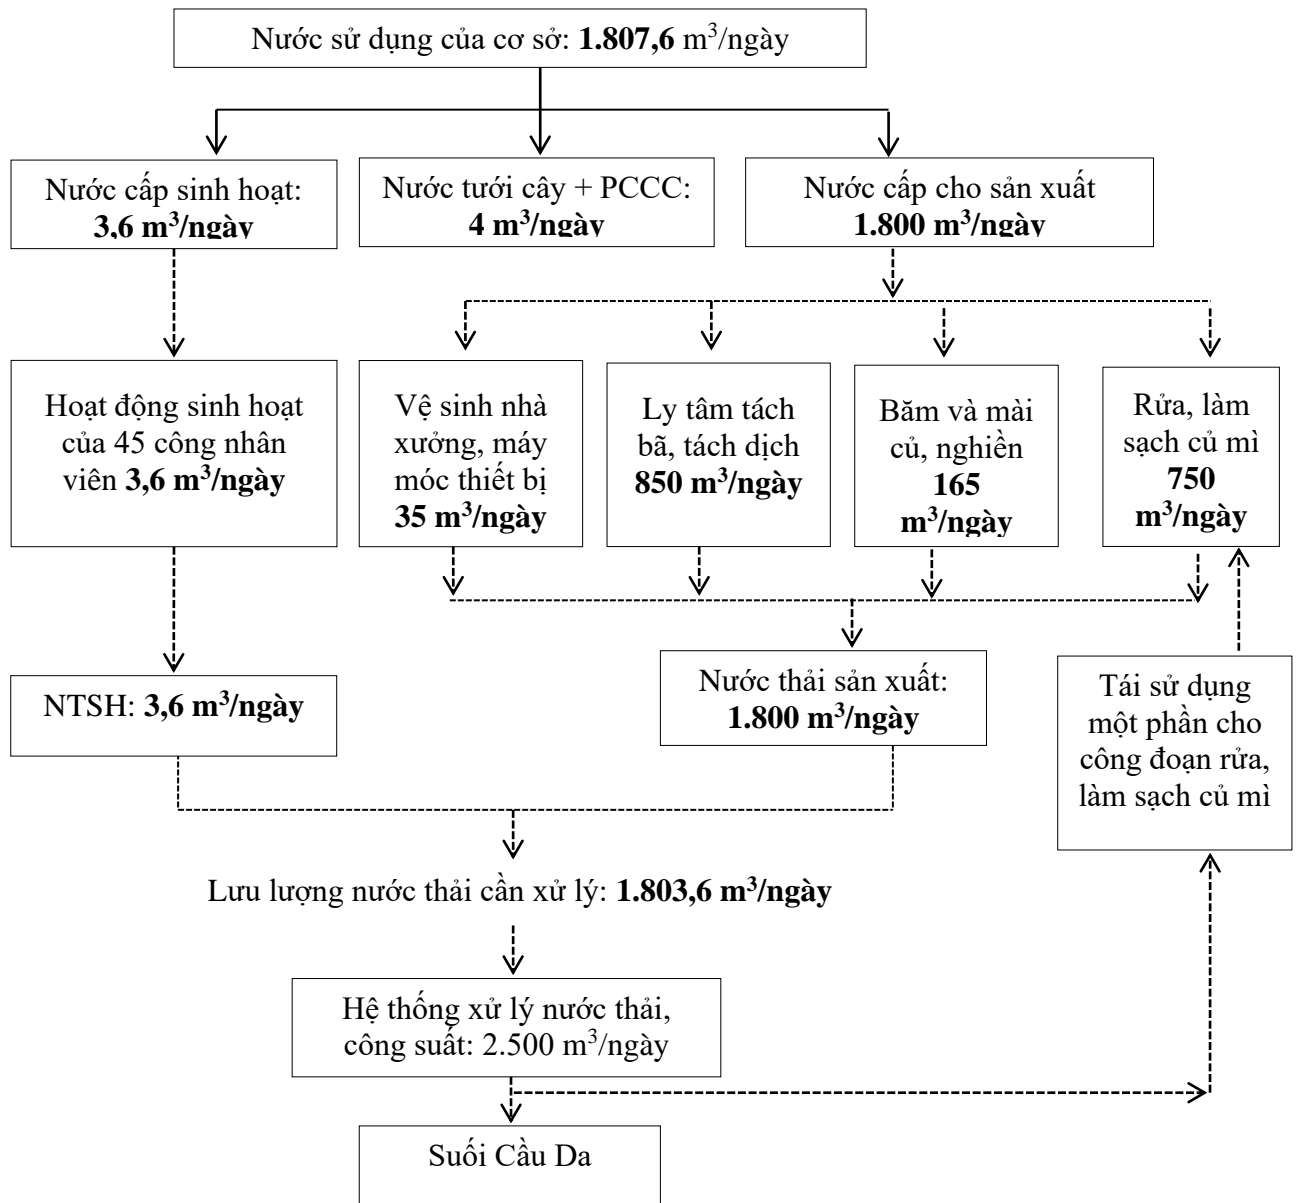 Nước sử dụng của cơ sở: 1.807,6 m³/ngày
Nước cấp sinh hoạt:
3,6 m³/ngày
Nước tưới cây + PCCC:
4 m³/ngày
Nước cấp cho sản xuất
1.800 m³/ngày
Hoạt động sinh hoạt
của 45 công nhân
viên 3,6 m³/ngày
Vệ sinh nhà
xưởng, máy
móc thiết bị
35 m³/ngày
Ly tâm tách
bã, tách dịch
850 m³/ngày
Băm và mài
củ, nghiền
165
m³/ngày
Rửa, làm
sạch củ mì
750
m³/ngày
NTSH: 3,6 m³/ngày
Nước thải sản xuất:
1.800 m³/ngày
Tái sử dụng
một phần cho
công đoạn rửa,
làm sạch củ mì
Lưu lượng nước thải cần xử lý: 1.803,6 m³/ngày
Hệ thống xử lý nước thải,
công suất: 2.500 m³/ngày
Suối Cầu Da